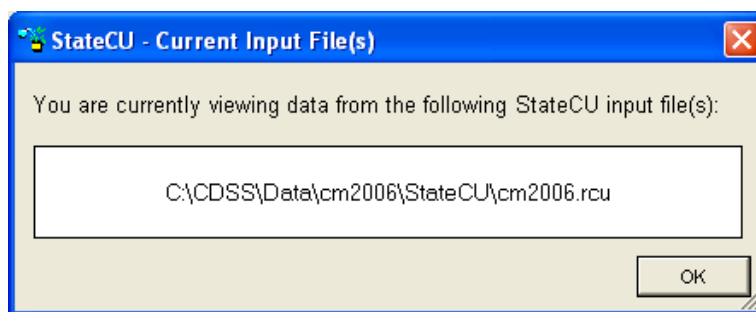 StateCU - Current Input File(s)
You are currently viewing data from the following StateCU input file(s):
C:\CDSS\Data\cm2006\StateCU\cm2006.rcu
OK